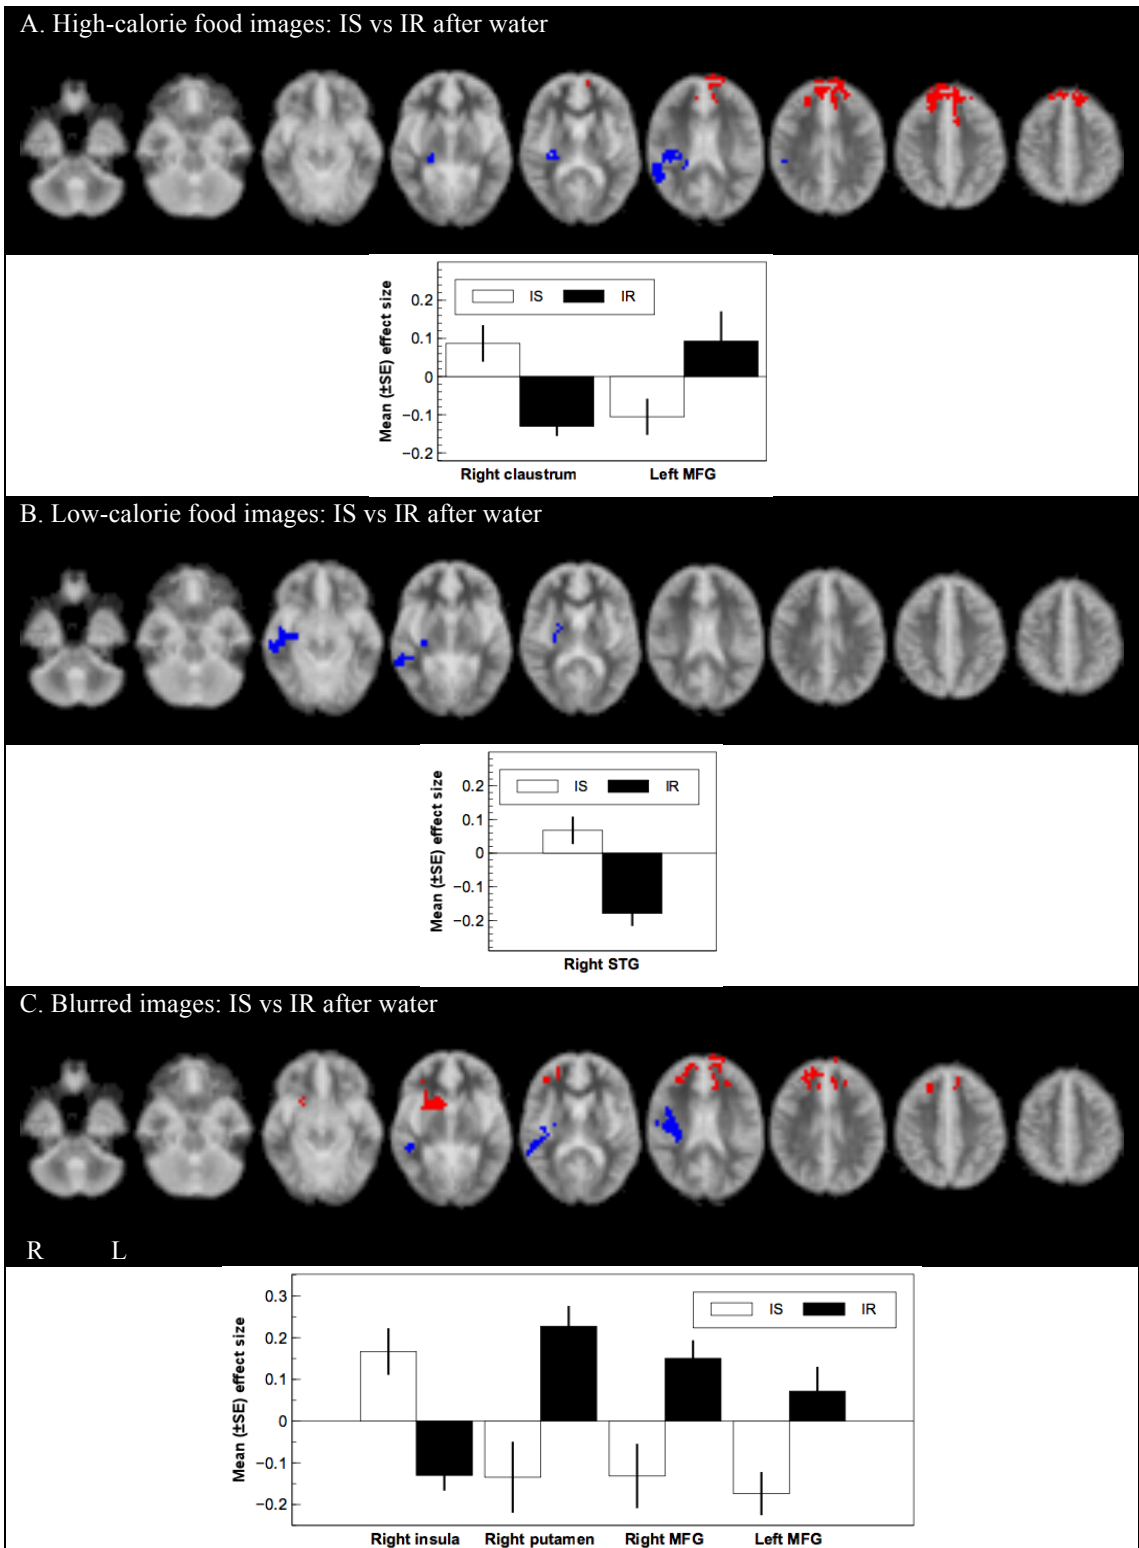 A. High-calorie food images: IS vs IR after water
Mean (±SE) effect size
IS IR
0.2
0.1
0
−0.1
−0.2
Right claustrum Left MFG
B. Low-calorie food images: IS vs IR after water
Mean (±SE) effect size
IS IR
0.2
0.1
0
−0.1
−0.2
Right STG
C. Blurred images: IS vs IR after water
R L
Mean (±SE) effect size
IS IR
0.3
0.2
0.1
0
−0.1
−0.2
Right insula Right putamen Right MFG Left MFG